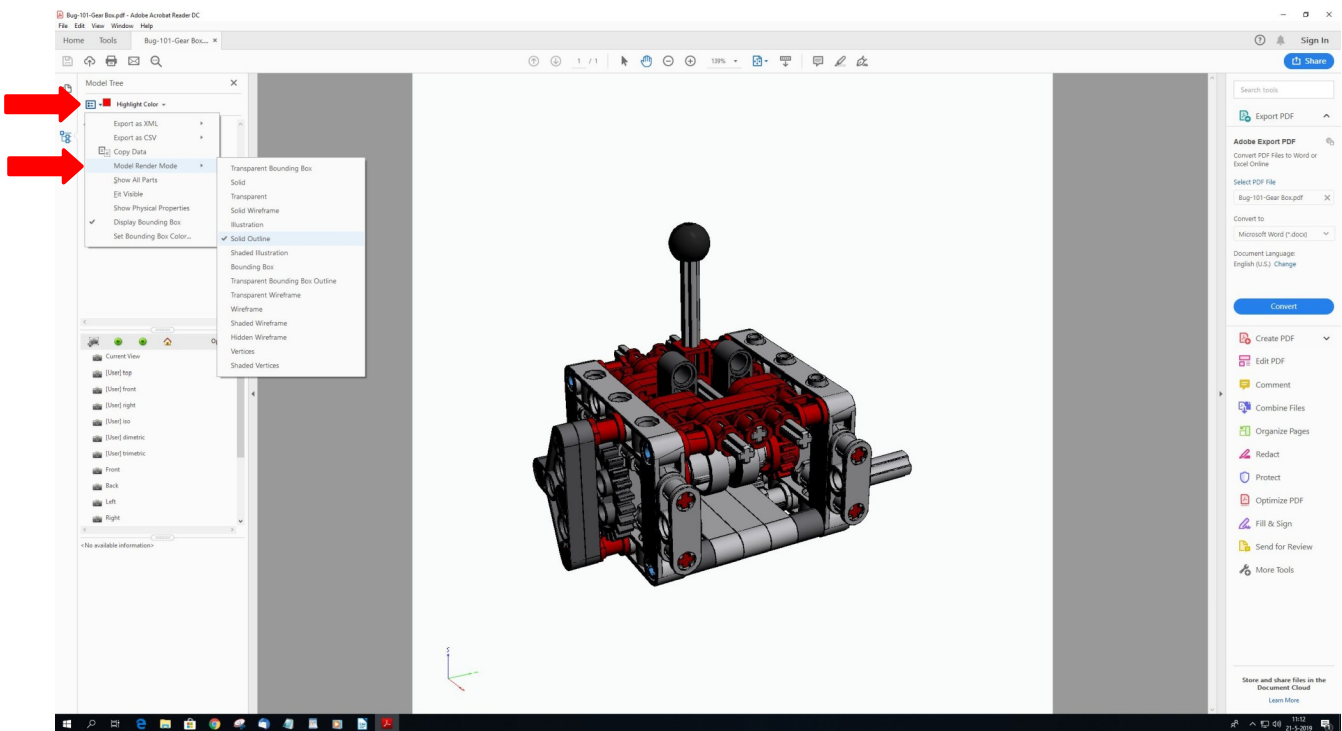 Bug-101-Gear Box.pdf - Adobe Acrobat Reader DC
File Edit View Window Help
Home Tools Bug-101-Gear Box.... × Sign In
1 / 1 139% Share
Model Tree ×
Highlight Color
Export as XML
Export as CSV
Copy Data
Model Render Mode
Show All Parts
Fit Visible
Show Physical Properties
Display Bounding Box
Set Bounding Box Color...
Transparent Bounding Box
Solid
Transparent
Solid Wireframe
Illustration
Solid Outline
Shaded Illustration
Bounding Box
Transparent Bounding Box Outline
Transparent Wireframe
Wireframe
Shaded Wireframe
Hidden Wireframe
Vertices
Shaded Vertices
Current View
[User] top
[User] front
[User] right
[User] iso
[User] dimetric
[User] trimetric
Front
Back
Left
Right
<No available information>
Search tools
Export PDF
Adobe Export PDF
Convert PDF Files to Word or
Excel Online
Select PDF File
Bug-101-Gear Box.pdf ×
Convert to
Microsoft Word (*.docx)
Document Language:
English (U.S.) Change
Convert
Create PDF
Edit PDF
Comment
Combine Files
Organize Pages
Redact
Protect
Optimize PDF
Fill & Sign
Send for Review
More Tools
Store and share files in the
Document Cloud
Learn More
11:12
21-5-2019